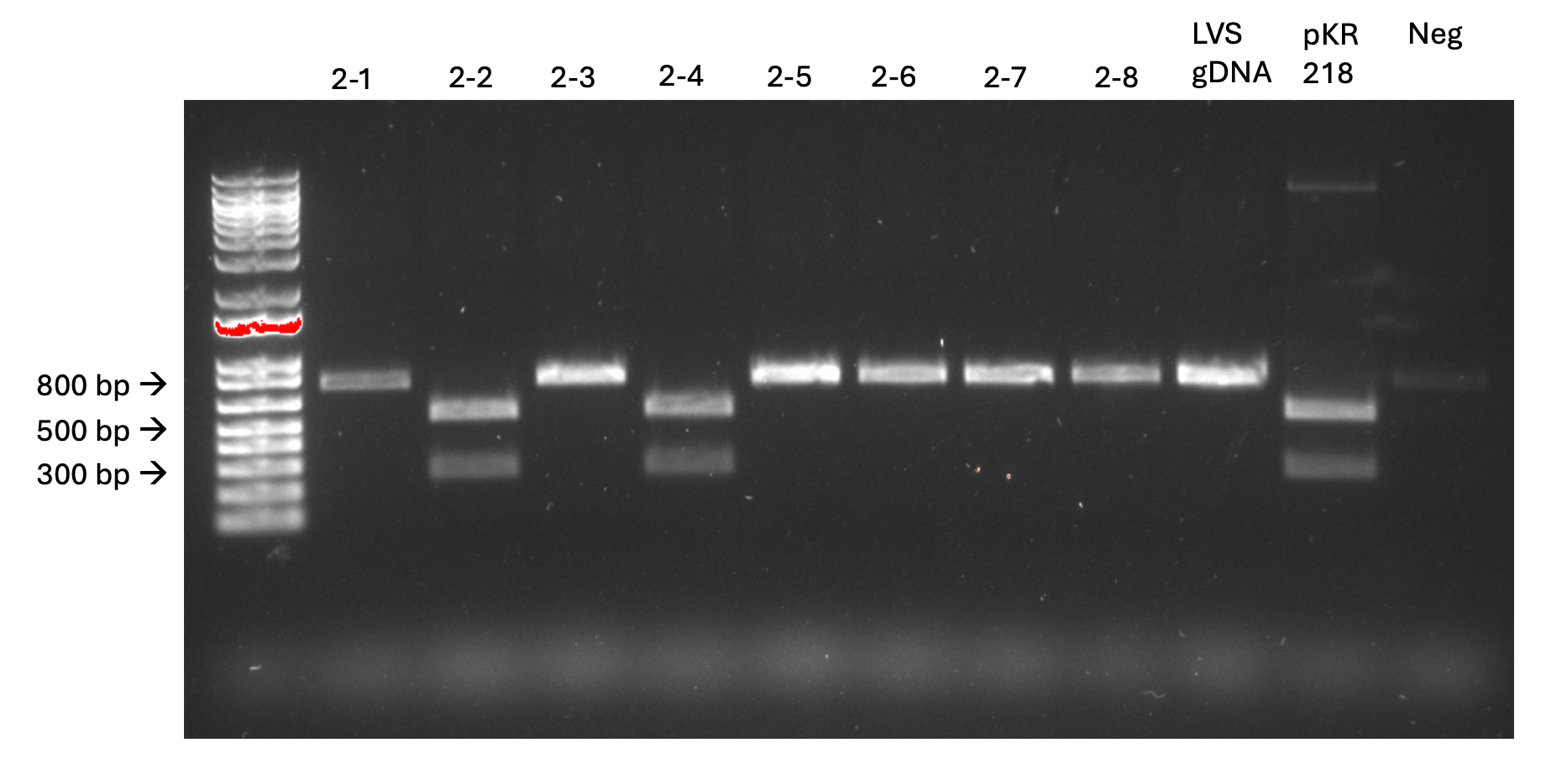 LVS pKR Neg
2-1 2-2 2-3 2-4 2-5 2-6 2-7 2-8 gDNA 218
800 bp →
500 bp →
300 bp →